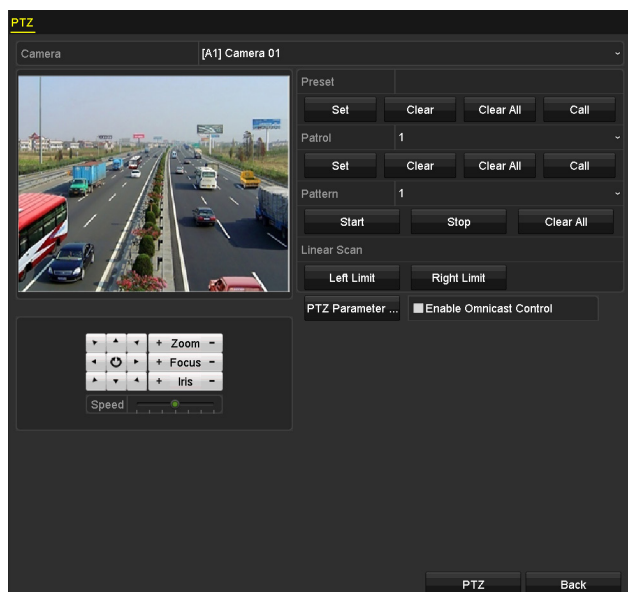 PTZ
Camera [A1] Camera 01
Preset
Set Clear Clear All Call
Patrol 1
Set Clear Clear All Call
Pattern 1
Start Stop Clear All
Linear Scan
Left Limit Right Limit
PTZ Parameter ... Enable Omnicast Control
+ Zoom -
+ Focus -
+ Iris -
Speed
PTZ Back